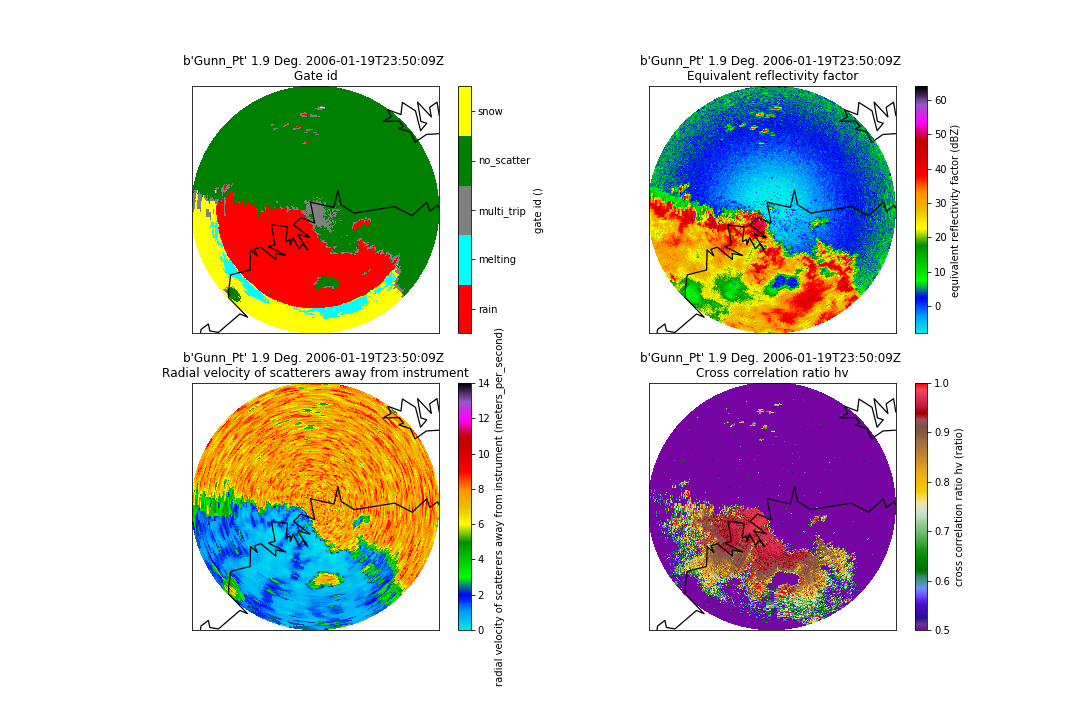 b'Gunn_Pt' 1.9 Deg. 2006-01-19T23:50:09Z
Gate id
snow
no_scatter
multi_trip
melting
rain
gate id ()
b'Gunn_Pt' 1.9 Deg. 2006-01-19T23:50:09Z
Equivalent reflectivity factor
60
50
40
30
20
10
0
equivalent reflectivity factor (dBZ)
b'Gunn_Pt' 1.9 Deg. 2006-01-19T23:50:09Z
Radial velocity of scatterers away from instrument
14
12
10
8
6
4
2
0
radial velocity of scatterers away from instrument (meters_per_second)
b'Gunn_Pt' 1.9 Deg. 2006-01-19T23:50:09Z
Cross correlation ratio hv
1.0
0.9
0.8
0.7
0.6
0.5
cross correlation ratio hv (ratio)